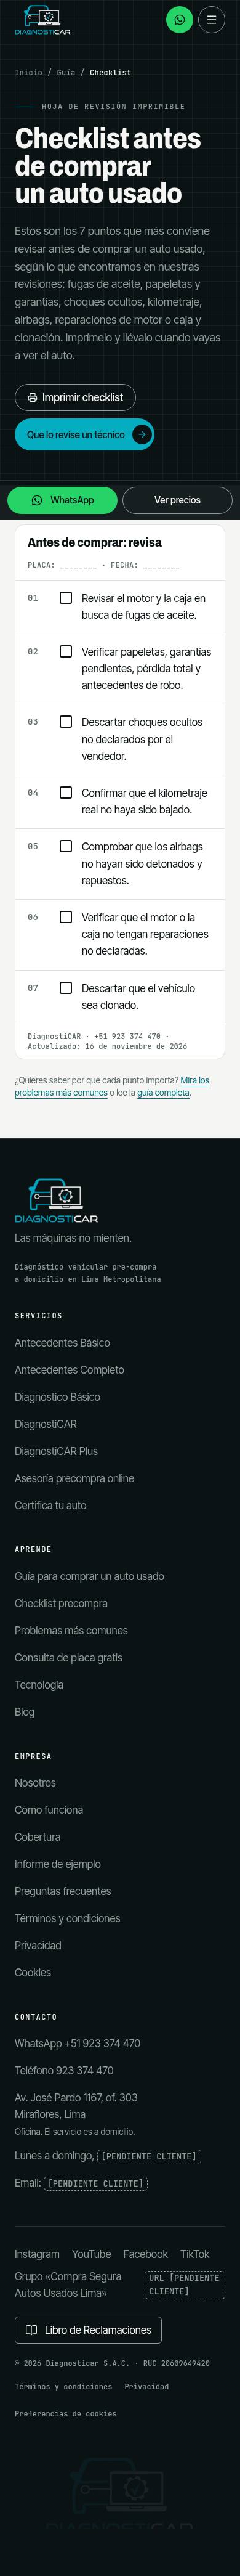 DIAGNOSTICAR
Inicio / Guía / Checklist
HOJA DE REVISIÓN IMPRIMIBLE
Checklist antes
de comprar
un auto usado
Estos son los 7 puntos que más conviene
revisar antes de comprar un auto usado,
según lo que encontramos en nuestras
revisiones: fugas de aceite, papeletas y
garantías, choques ocultos, kilometraje,
airbags, reparaciones de motor o caja y
clonación. Imprímelo y llévalo cuando vayas
a ver el auto.
Imprimir checklist
Que lo revise un técnico
WhatsApp
Ver precios
Antes de comprar: revisa
PLACA: ________ · FECHA: ________
01 Revisar el motor y la caja en
busca de fugas de aceite.
02 Verificar papeletas, garantías
pendientes, pérdida total y
antecedentes de robo.
03 Descartar choques ocultos
no declarados por el
vendedor.
04 Confirmar que el kilometraje
real no haya sido bajado.
05 Comprobar que los airbags
no hayan sido detonados y
repuestos.
06 Verificar que el motor o la
caja no tengan reparaciones
no declaradas.
07 Descartar que el vehículo
sea clonado.
DiagnostiCAR · +51 923 374 470 ·
Actualizado: 16 de noviembre de 2026
¿Quieres saber por qué cada punto importa? Mira los
problemas más comunes o lee la guía completa.
DIAGNOSTICAR
Las máquinas no mienten.
Diagnóstico vehicular pre-compra
a domicilio en Lima Metropolitana
SERVICIOS
Antecedentes Básico
Antecedentes Completo
Diagnóstico Básico
DiagnostiCAR
DiagnostiCAR Plus
Asesoría precompra online
Certifica tu auto
APRENDE
Guía para comprar un auto usado
Checklist precompra
Problemas más comunes
Consulta de placa gratis
Tecnología
Blog
EMPRESA
Nosotros
Cómo funciona
Cobertura
Informe de ejemplo
Preguntas frecuentes
Términos y condiciones
Privacidad
Cookies
CONTACTO
WhatsApp +51 923 374 470
Teléfono 923 374 470
Av. José Pardo 1167, of. 303
Miraflores, Lima
Oficina. El servicio es a domicilio.
Lunes a domingo, [PENDIENTE CLIENTE]
Email: [PENDIENTE CLIENTE]
Instagram YouTube Facebook TikTok
Grupo «Compra Segura
Autos Usados Lima»
[URL PENDIENTE
CLIENTE]
Libro de Reclamaciones
© 2026 Diagnosticar S.A.C. · RUC 20609649420
Términos y condiciones Privacidad
Preferencias de cookies
DIAGNOSTICAR